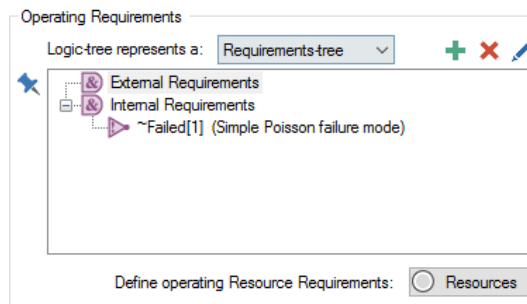 Operating Requirements
Logic-tree represents a: Requirements-tree
& External Requirements
& Internal Requirements
~Failed[1] (Simple Poisson failure mode)
Define operating Resource Requirements: Resources